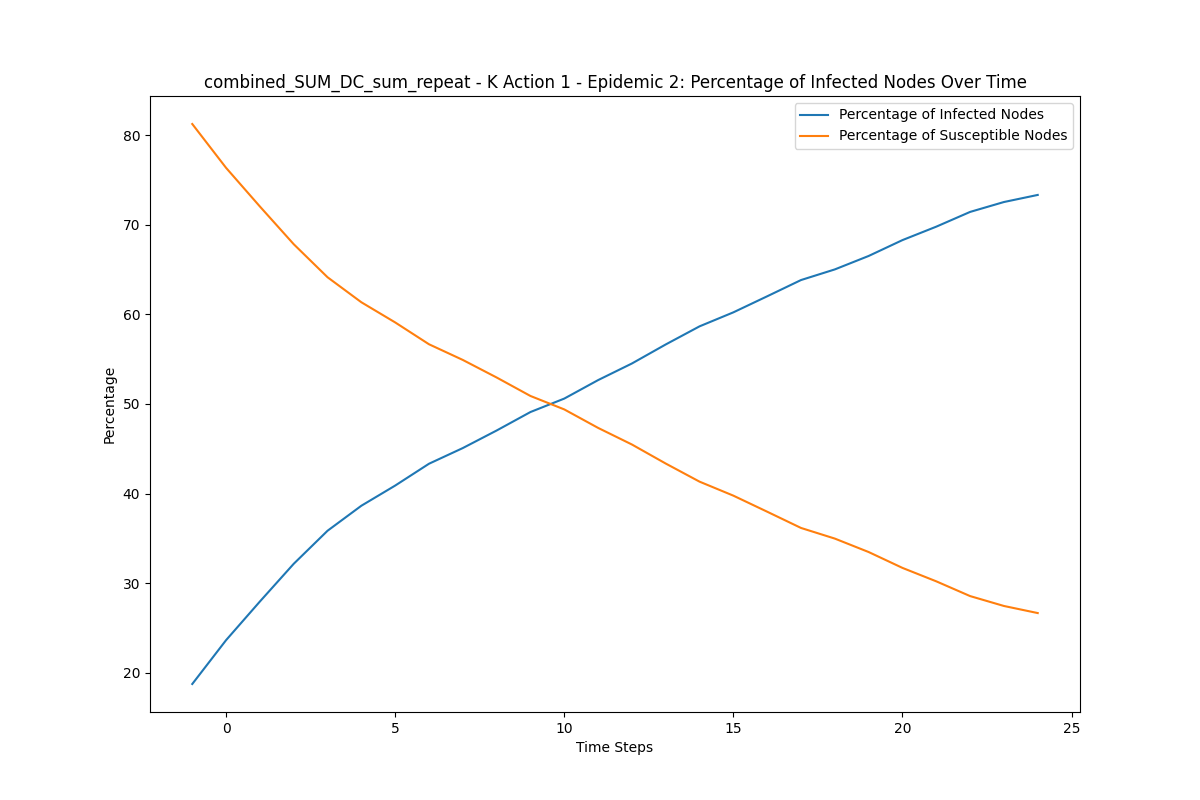 combined_SUM_DC_sum_repeat - K Action 1 - Epidemic 2: Percentage of Infected Nodes Over Time
Percentage of Infected Nodes
Percentage of Susceptible Nodes
80
70
60
50
40
30
20
Percentage
0
5
10
15
20
25
Time Steps